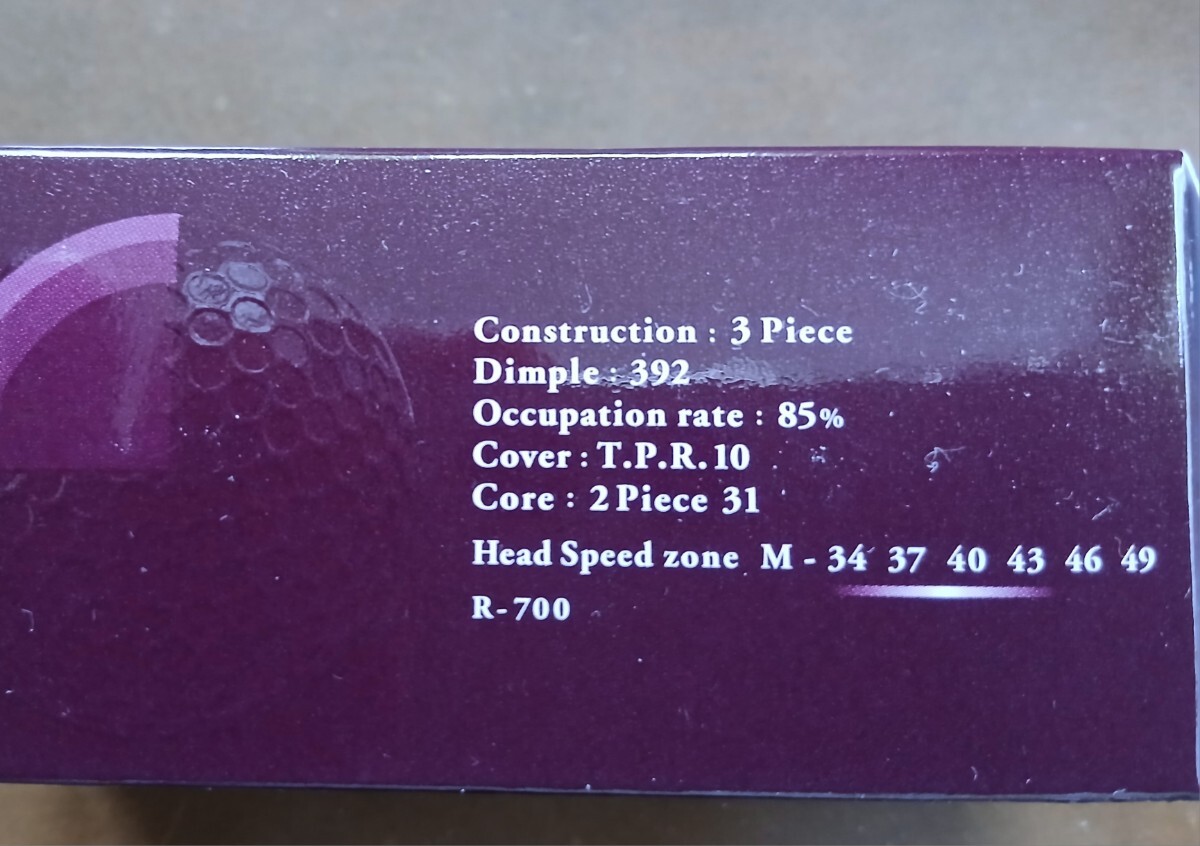 Construction : 3 Piece
Dimple : 392
Occupation rate : 85%
Cover : T.P.R. 10
Core : 2 Piece 31
Head Speed zone M - 34 37 40 43 46 49
R-700